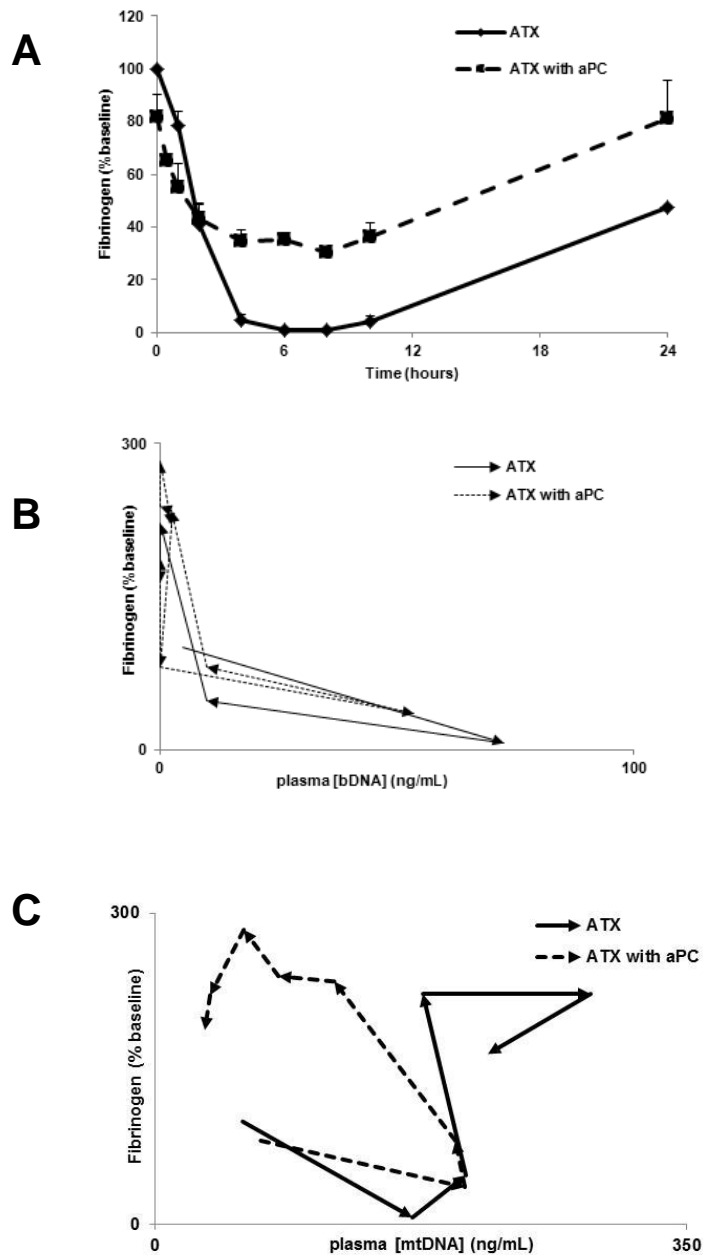 A
120
100
80
60
40
20
0
Fibrinogen (% baseline)
0 6 12 18 24
Time (hours)
ATX
ATX with aPC
B
300
0
Fibrinogen (% baseline)
0 100
plasma [bDNA] (ng/mL)
ATX
ATX with aPC
C
300
0
Fibrinogen (% baseline)
0 350
plasma [mtDNA] (ng/mL)
ATX
ATX with aPC